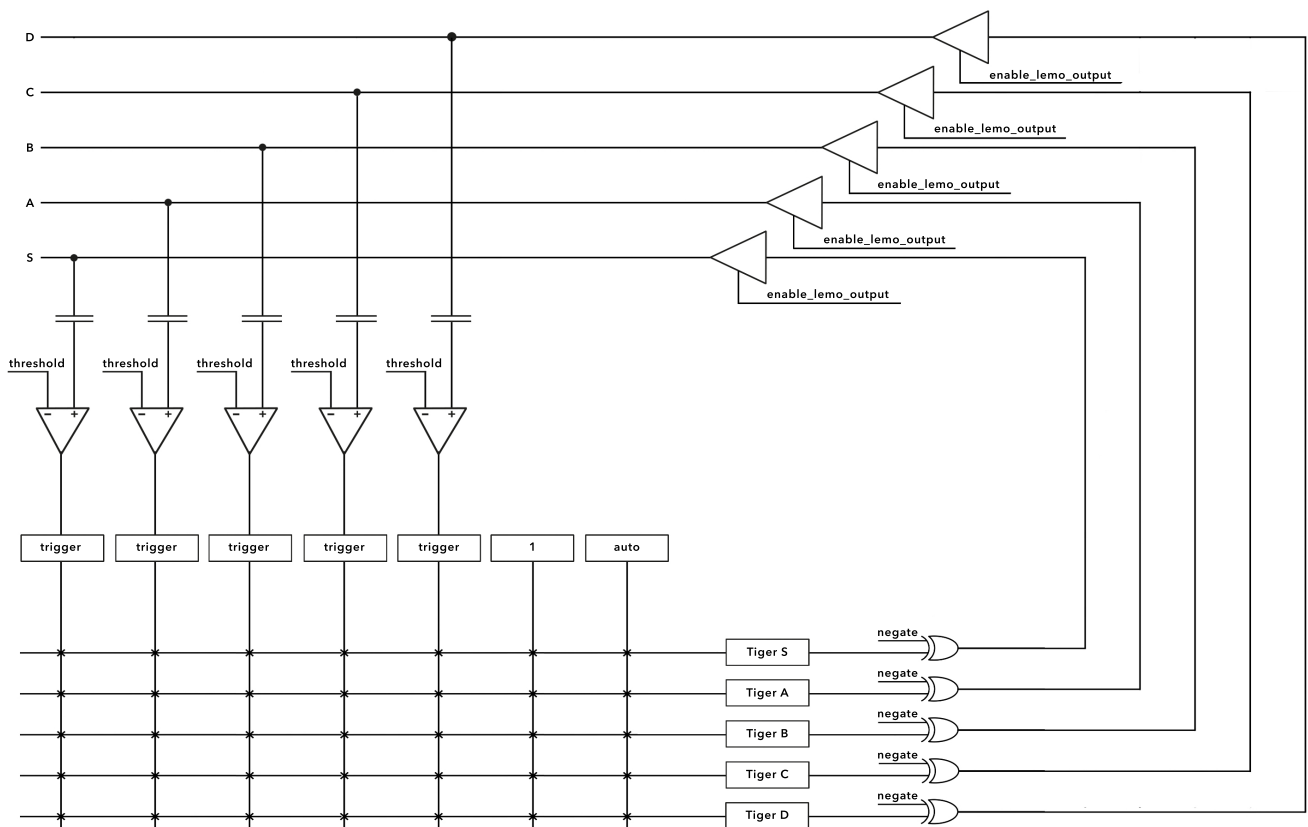 D
enable_lemo_output
C
enable_lemo_output
B
enable_lemo_output
A
enable_lemo_output
S
enable_lemo_output
threshold threshold threshold threshold threshold
− + − + − + − + − +
trigger trigger trigger trigger trigger 1 auto
negate
Tiger S
negate
Tiger A
negate
Tiger B
negate
Tiger C
negate
Tiger D